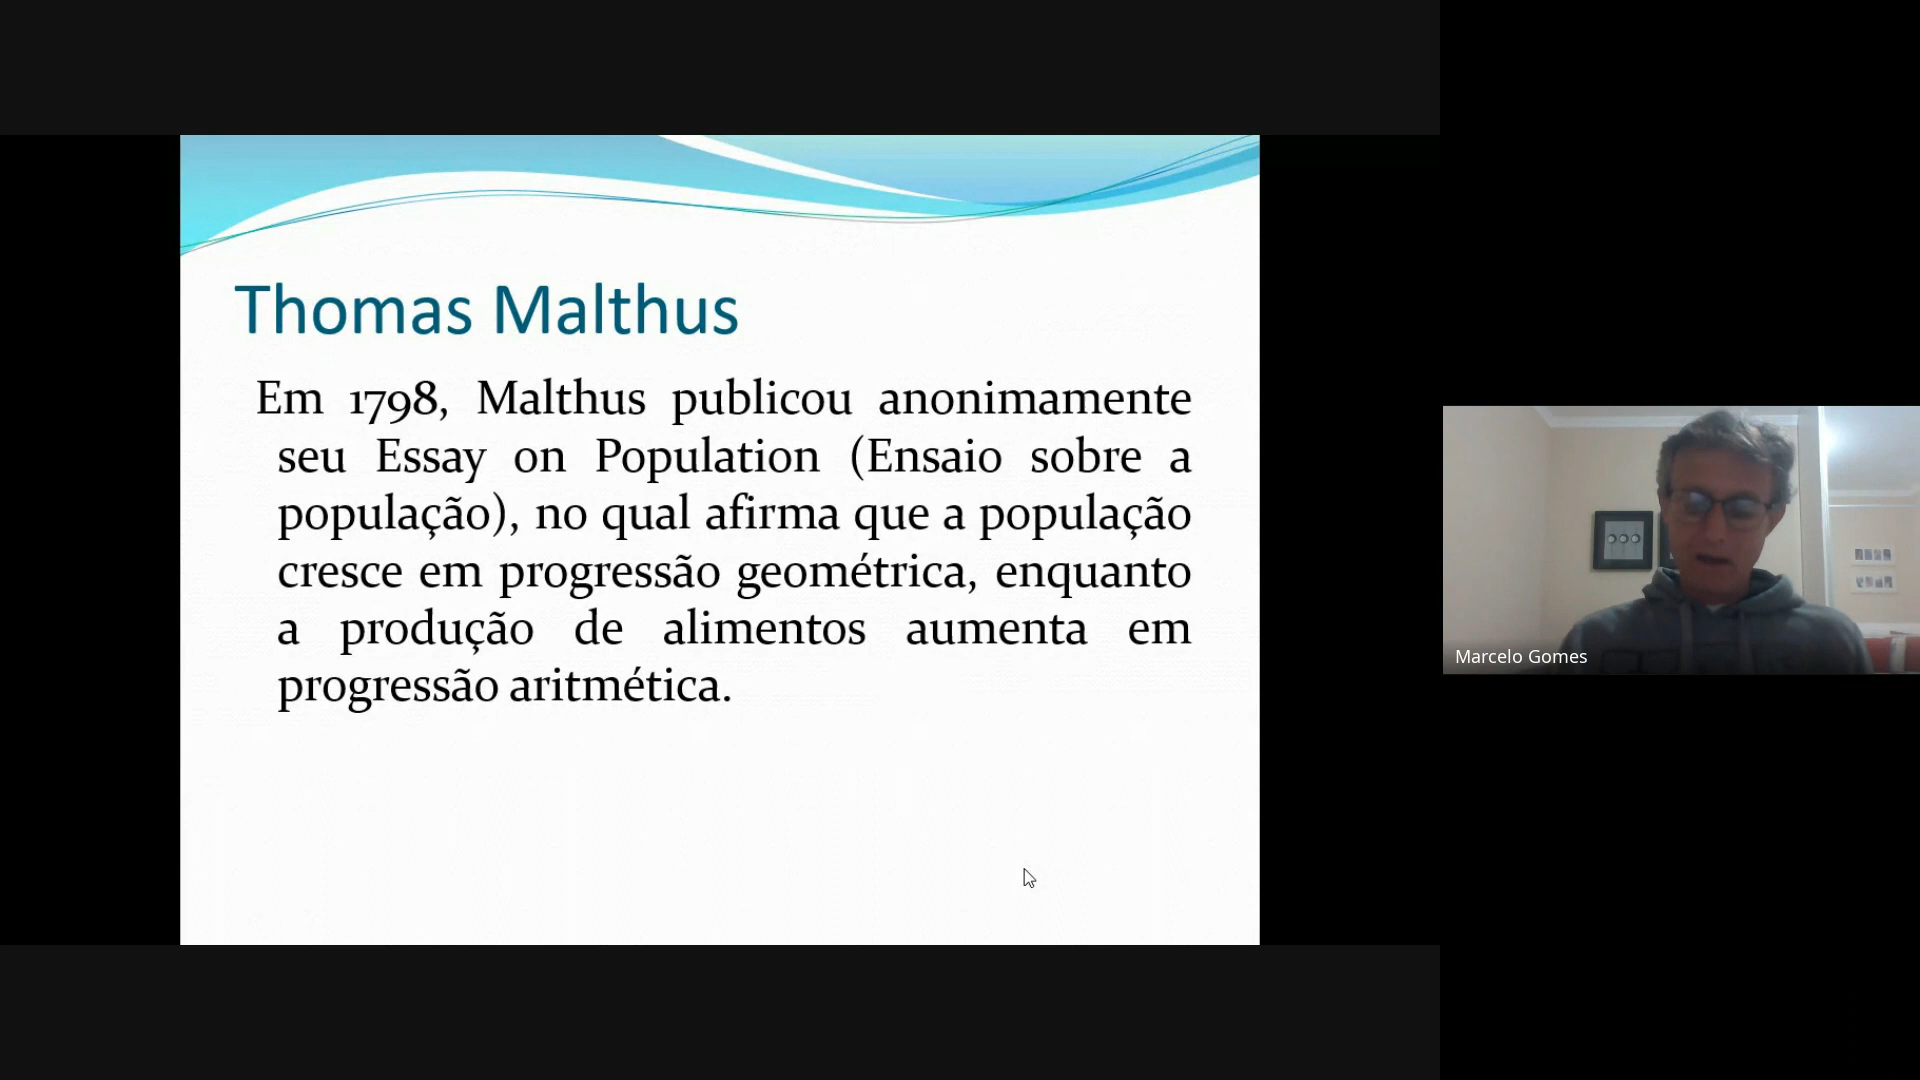 Thomas Malthus
Em 1798, Malthus publicou anonimamente
seu Essay on Population (Ensaio sobre a
população), no qual afirma que a população
cresce em progressão geométrica, enquanto
a produção de alimentos aumenta em
progressão aritmética.
Marcelo Gomes